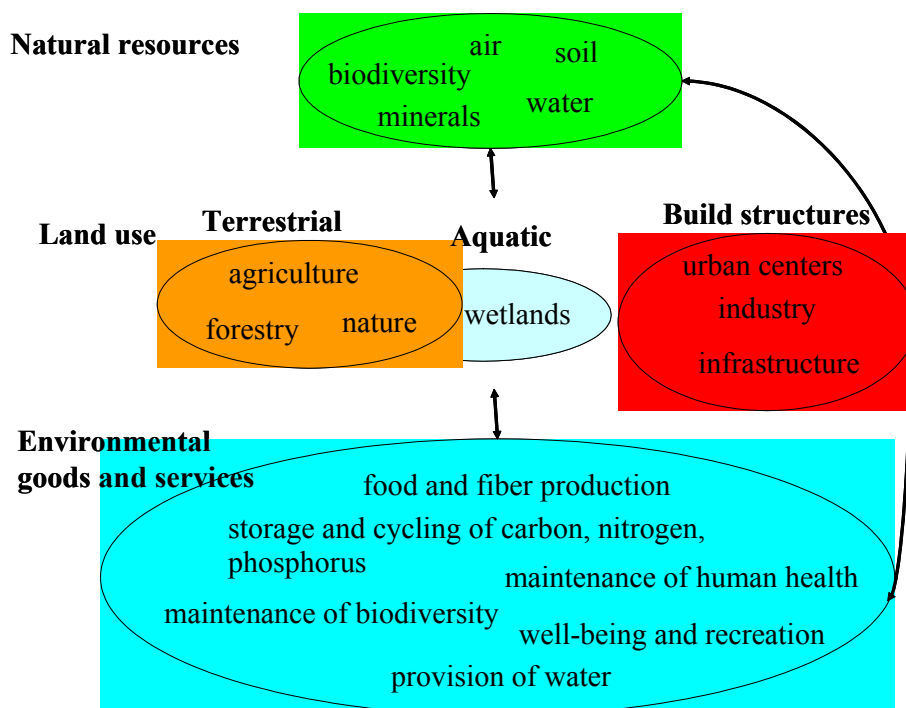 Natural resources
air
soil
biodiversity
water
minerals
Land use
Terrestrial
Aquatic
Build structures
agriculture
forestry
nature
wetlands
urban centers
industry
infrastructure
Environmental
goods and services
food and fiber production
storage and cycling of carbon, nitrogen,
phosphorus
maintenance of human health
maintenance of biodiversity
well-being and recreation
provision of water